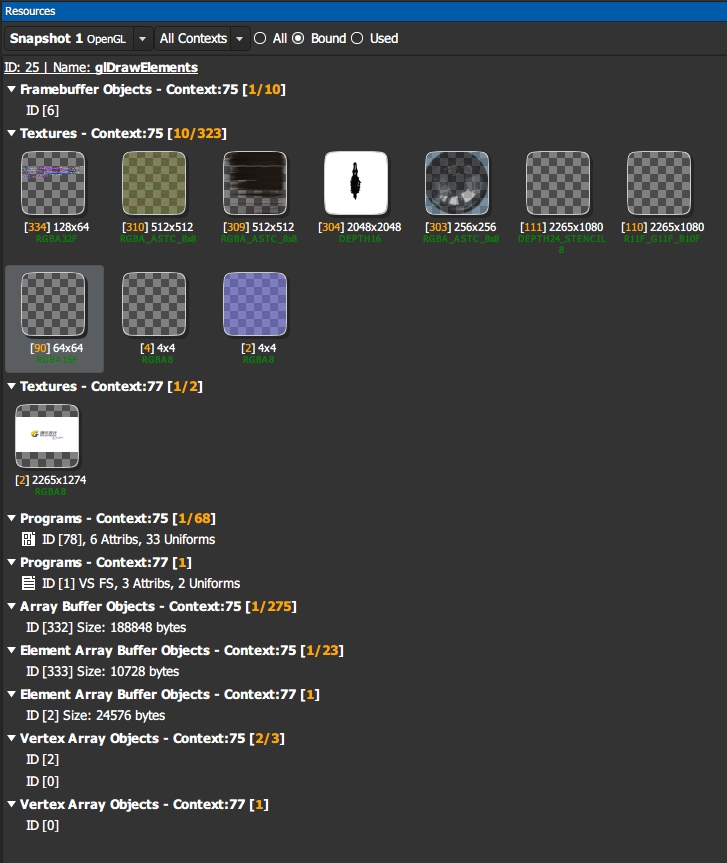 Resources
Snapshot 1 OpenGL All Contexts All Bound Used
ID: 25 | Name: glDrawElements
Framebuffer Objects - Context:75 [1/10]
ID [6]
Textures - Context:75 [10/323]
[334] 128x64 [310] 512x512 [309] 512x512 [304] 2048x2048 [303] 256x256 [111] 2265x1080 [110] 2265x1080
RGBA32F RGBA_ASTC_8x8 RGBA_ASTC_8x8 DEPTH16 RGBA_ASTC_8x8 DEPTH24_STENCIL R11F_G11F_B10F
8
[90] 64x64 [4] 4x4 [2] 4x4
RGBA8 RGBA8
Textures - Context:77 [1/2]
[2] 2265x1274
RGBA8
Programs - Context:75 [1/68]
ID [78], 6 Attribs, 33 Uniforms
Programs - Context:77 [1]
ID [1] VS FS, 3 Attribs, 2 Uniforms
Array Buffer Objects - Context:75 [1/275]
ID [332] Size: 188848 bytes
Element Array Buffer Objects - Context:75 [1/23]
ID [333] Size: 10728 bytes
Element Array Buffer Objects - Context:77 [1]
ID [2] Size: 24576 bytes
Vertex Array Objects - Context:75 [2/3]
ID [2]
ID [0]
Vertex Array Objects - Context:77 [1]
ID [0]